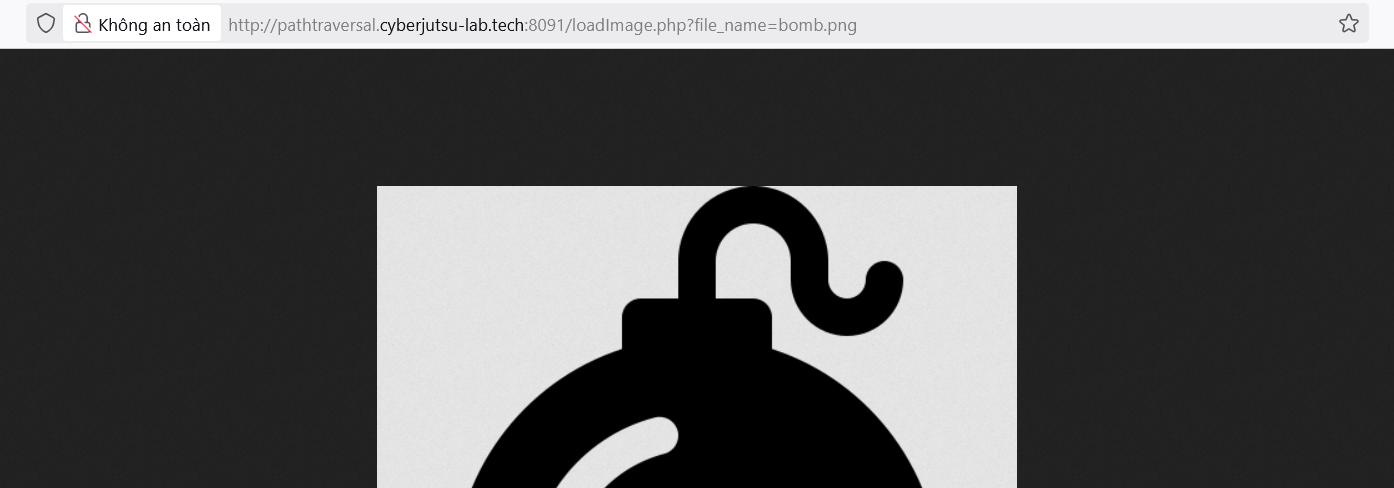 Không an toàn http://pathtraversal.cyberjutsu-lab.tech:8091/loadImage.php?file_name=bomb.png